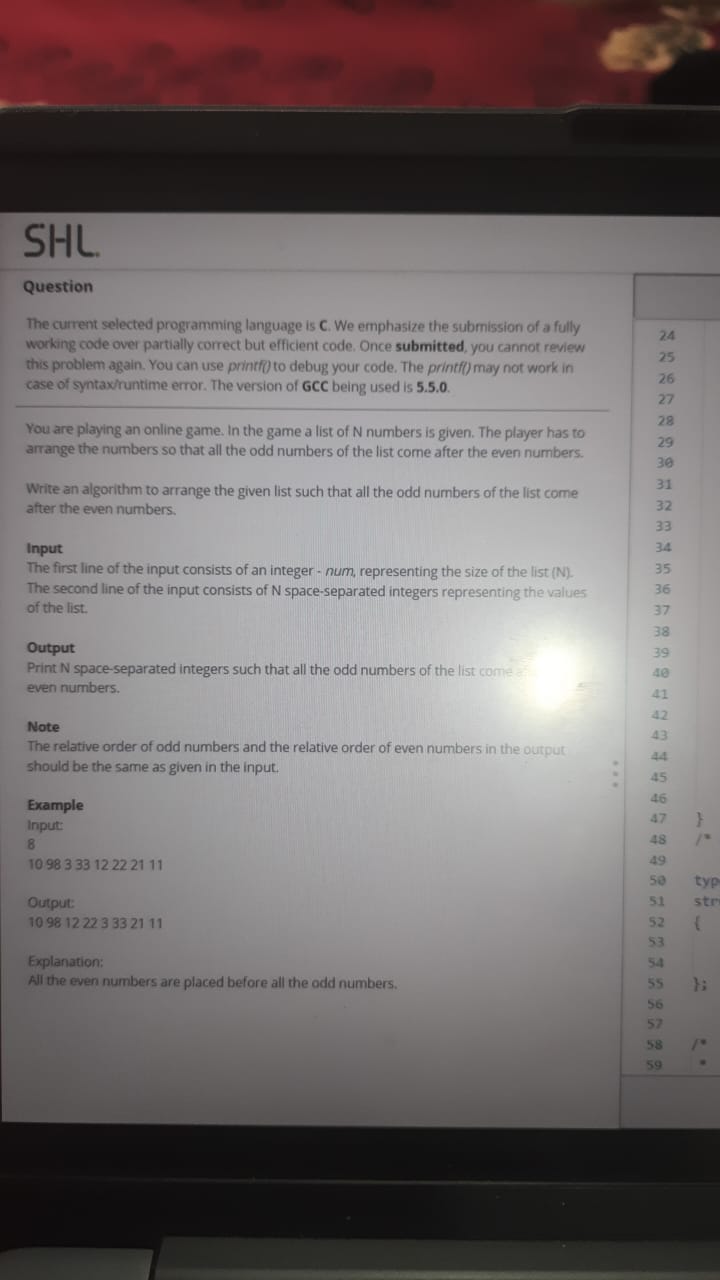 SHL.
Question
The current selected programming language is C. We emphasize the submission of a fully
working code over partially correct but efficient code. Once submitted, you cannot review
this problem again. You can use printf() to debug your code. The printf() may not work in
case of syntax/runtime error. The version of GCC being used is 5.5.0.
You are playing an online game. In the game a list of N numbers is given. The player has to
arrange the numbers so that all the odd numbers of the list come after the even numbers.
Write an algorithm to arrange the given list such that all the odd numbers of the list come
after the even numbers.
Input
The first line of the input consists of an integer - num, representing the size of the list (N).
The second line of the input consists of N space-separated integers representing the values
of the list.
Output
Print N space-separated integers such that all the odd numbers of the list come
even numbers.
Note
The relative order of odd numbers and the relative order of even numbers in the output
should be the same as given in the input.
Example
Input:
8
10 98 3 33 12 22 21 11
Output:
10 98 12 22 3 33 21 11
Explanation:
All the even numbers are placed before all the odd numbers.
24
25
26
27
28
29
30
31
32
33
34
35
36
37
38
39
40
41
42
43
44
45
46
47 }
48 /*
49
50 typ
51 str
52 {
53
54
55 };
56
57
58 /*
59 *